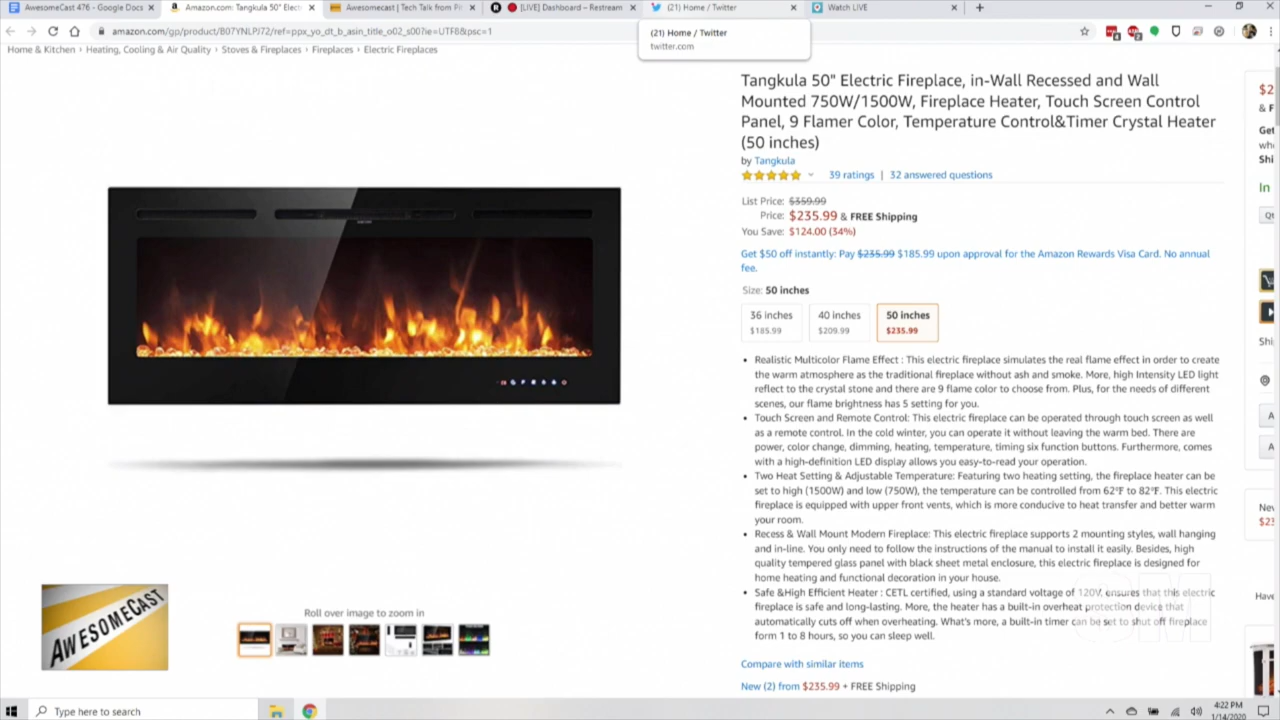 AwesomeCast 476 - Google Docs
Amazon.com: Tangkula 50" Electr
Awesomecast | Tech Talk from Pi
[LIVE] Dashboard – Restream
(21) Home / Twitter
Watch LIVE
amazon.com/gp/product/B07YNLPJ72/ref=ppx_yo_dt_b_asin_title_o02_s00?ie=UTF8&psc=1
(21) Home / Twitter
twitter.com
Home & Kitchen › Heating, Cooling & Air Quality › Stoves & Fireplaces › Fireplaces › Electric Fireplaces
Tangkula 50" Electric Fireplace, in-Wall Recessed and Wall
Mounted 750W/1500W, Fireplace Heater, Touch Screen Control
Panel, 9 Flamer Color, Temperature Control&Timer Crystal Heater
(50 inches)
by Tangkula
39 ratings | 32 answered questions
List Price: $359.99
Price: $235.99 & FREE Shipping
You Save: $124.00 (34%)
Get $50 off instantly: Pay $235.99 $185.99 upon approval for the Amazon Rewards Visa Card. No annual
fee.
Size: 50 inches
36 inches
$185.99
40 inches
$209.99
50 inches
$235.99
• Realistic Multicolor Flame Effect : This electric fireplace simulates the real flame effect in order to create
the warm atmosphere as the traditional fireplace without ash and smoke. More, high Intensity LED light
reflect to the crystal stone and there are 9 flame color to choose from. Plus, for the needs of different
scenes, our flame brightness has 5 setting for you.
• Touch Screen and Remote Control: This electric fireplace can be operated through touch screen as well
as a remote control. In the cold winter, you can operate it without leaving the warm bed. There are
power, color change, dimming, heating, temperature, timing six function buttons. Furthermore, comes
with a high-definition LED display allows you easy-to-read your operation.
• Two Heat Setting & Adjustable Temperature: Featuring two heating setting, the fireplace heater can be
set to high (1500W) and low (750W), the temperature can be controlled from 62°F to 82°F. This electric
fireplace is equipped with upper front vents, which is more conducive to heat transfer and better warm
your room.
• Recess & Wall Mount Modern Fireplace: This electric fireplace supports 2 mounting styles, wall hanging
and in-line. You only need to follow the instructions of the manual to install it easily. Besides, high
quality tempered glass panel with black sheet metal enclosure, this electric fireplace is designed for
home heating and functional decoration in your house.
• Safe &High Efficient Heater : CETL certified, using a standard voltage of 120V, ensures that this electric
fireplace is safe and long-lasting. More, the heater has a built-in overheat protection device that
automatically cuts off when overheating. What's more, a built-in timer can be set to shut off fireplace
form 1 to 8 hours, so you can sleep well.
Compare with similar items
New (2) from $235.99 + FREE Shipping
Roll over image to zoom in
AWESOMECAST
$2
& F
Get
Shi
In
Qt
Shi
A
A
Nev
$23
Have
Type here to search
4:22 PM
1/14/2020